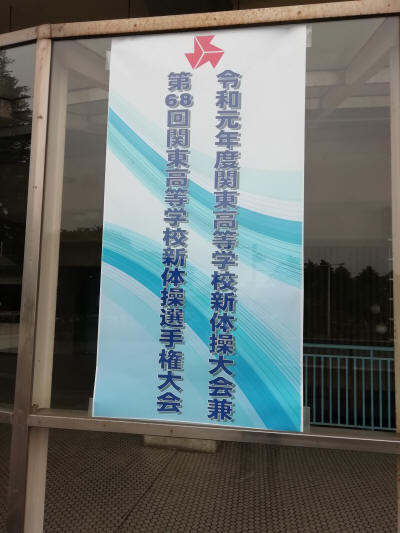 令和元年度関東高等学校新体操大会兼
第68回関東高等学校新体操選手権大会